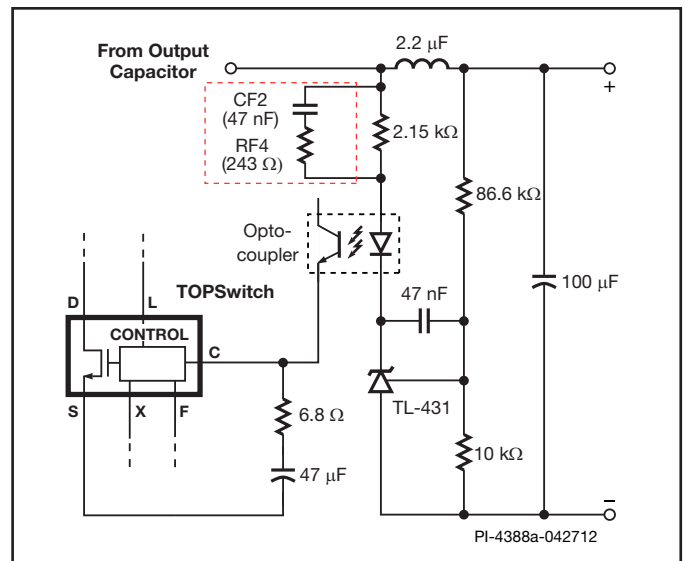 From Output
Capacitor
2.2 μF
+
CF2
(47 nF)
RF4
(243 Ω)
2.15 kΩ
86.6 kΩ
Opto-
coupler
100 μF
47 nF
TOPSwitch
D
L
CONTROL
C
S
X
F
TL-431
6.8 Ω
10 kΩ
47 μF
–
PI-4388a-042712